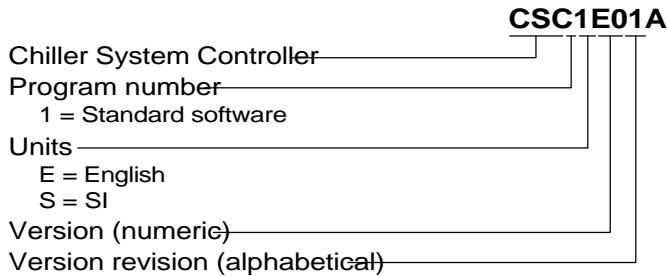 CSC1E01A
Chiller System Controller
Program number
1 = Standard software
Units
E = English
S = SI
Version (numeric)
Version revision (alphabetical)